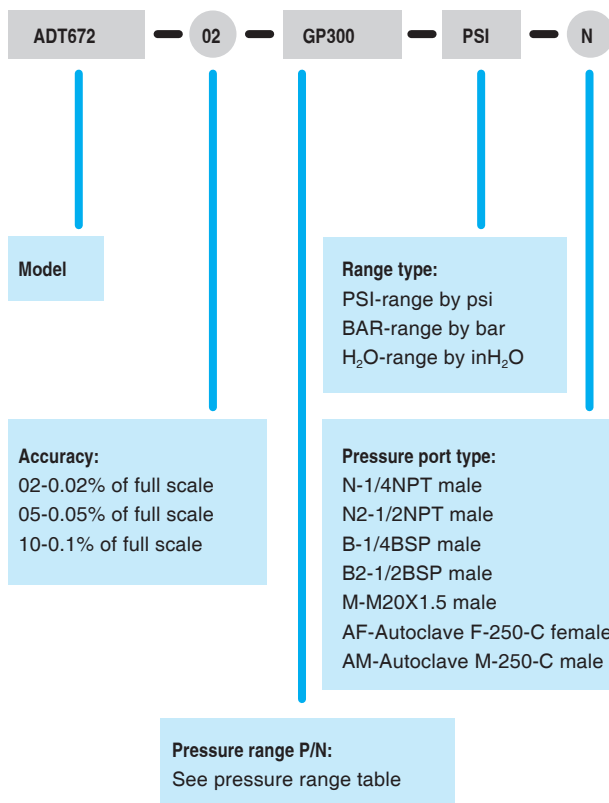 ADT672 02 GP300 PSI N
Model
Range type:
PSI-range by psi
BAR-range by bar
H₂O-range by inH₂O
Accuracy:
02-0.02% of full scale
05-0.05% of full scale
10-0.1% of full scale
Pressure port type:
N-1/4NPT male
N2-1/2NPT male
B-1/4BSP male
B2-1/2BSP male
M-M20X1.5 male
AF-Autoclave F-250-C female
AM-Autoclave M-250-C male
Pressure range P/N:
See pressure range table